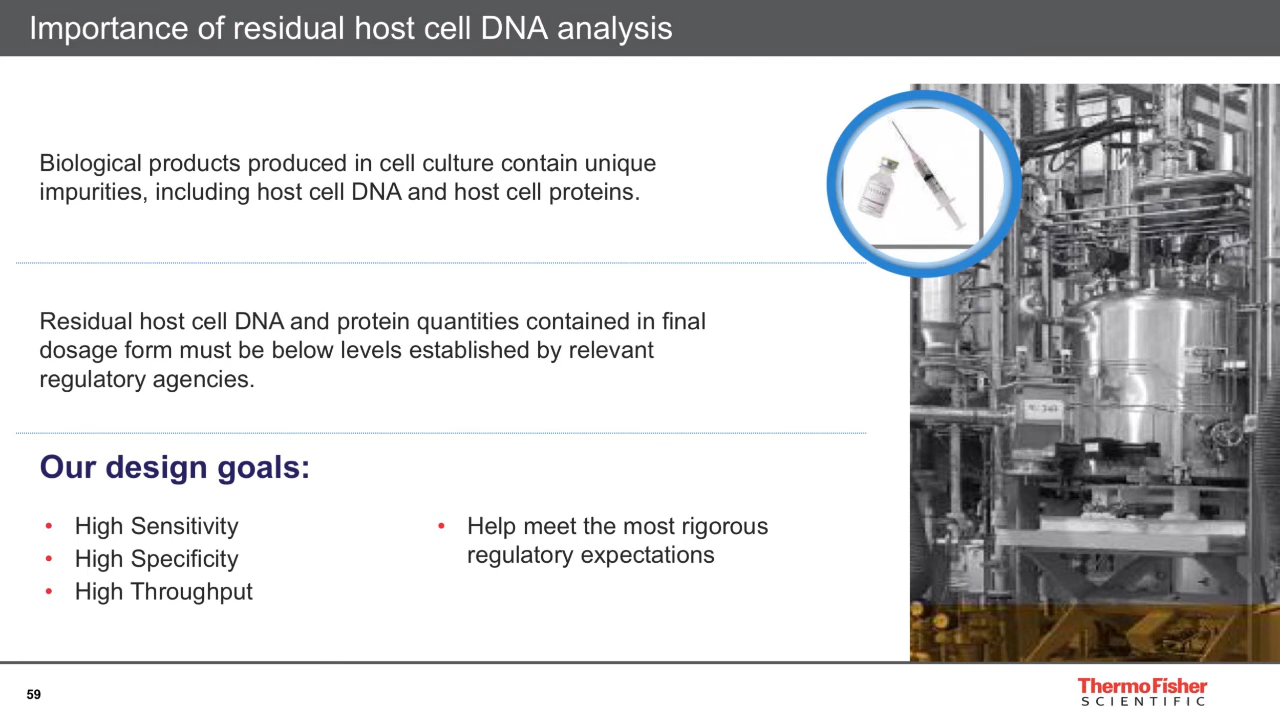 Importance of residual host cell DNA analysis
Biological products produced in cell culture contain unique
impurities, including host cell DNA and host cell proteins.
Residual host cell DNA and protein quantities contained in final
dosage form must be below levels established by relevant
regulatory agencies.
Our design goals:
• High Sensitivity
• High Specificity
• High Throughput
• Help meet the most rigorous
regulatory expectations
59
ThermoFisher
SCIENTIFIC